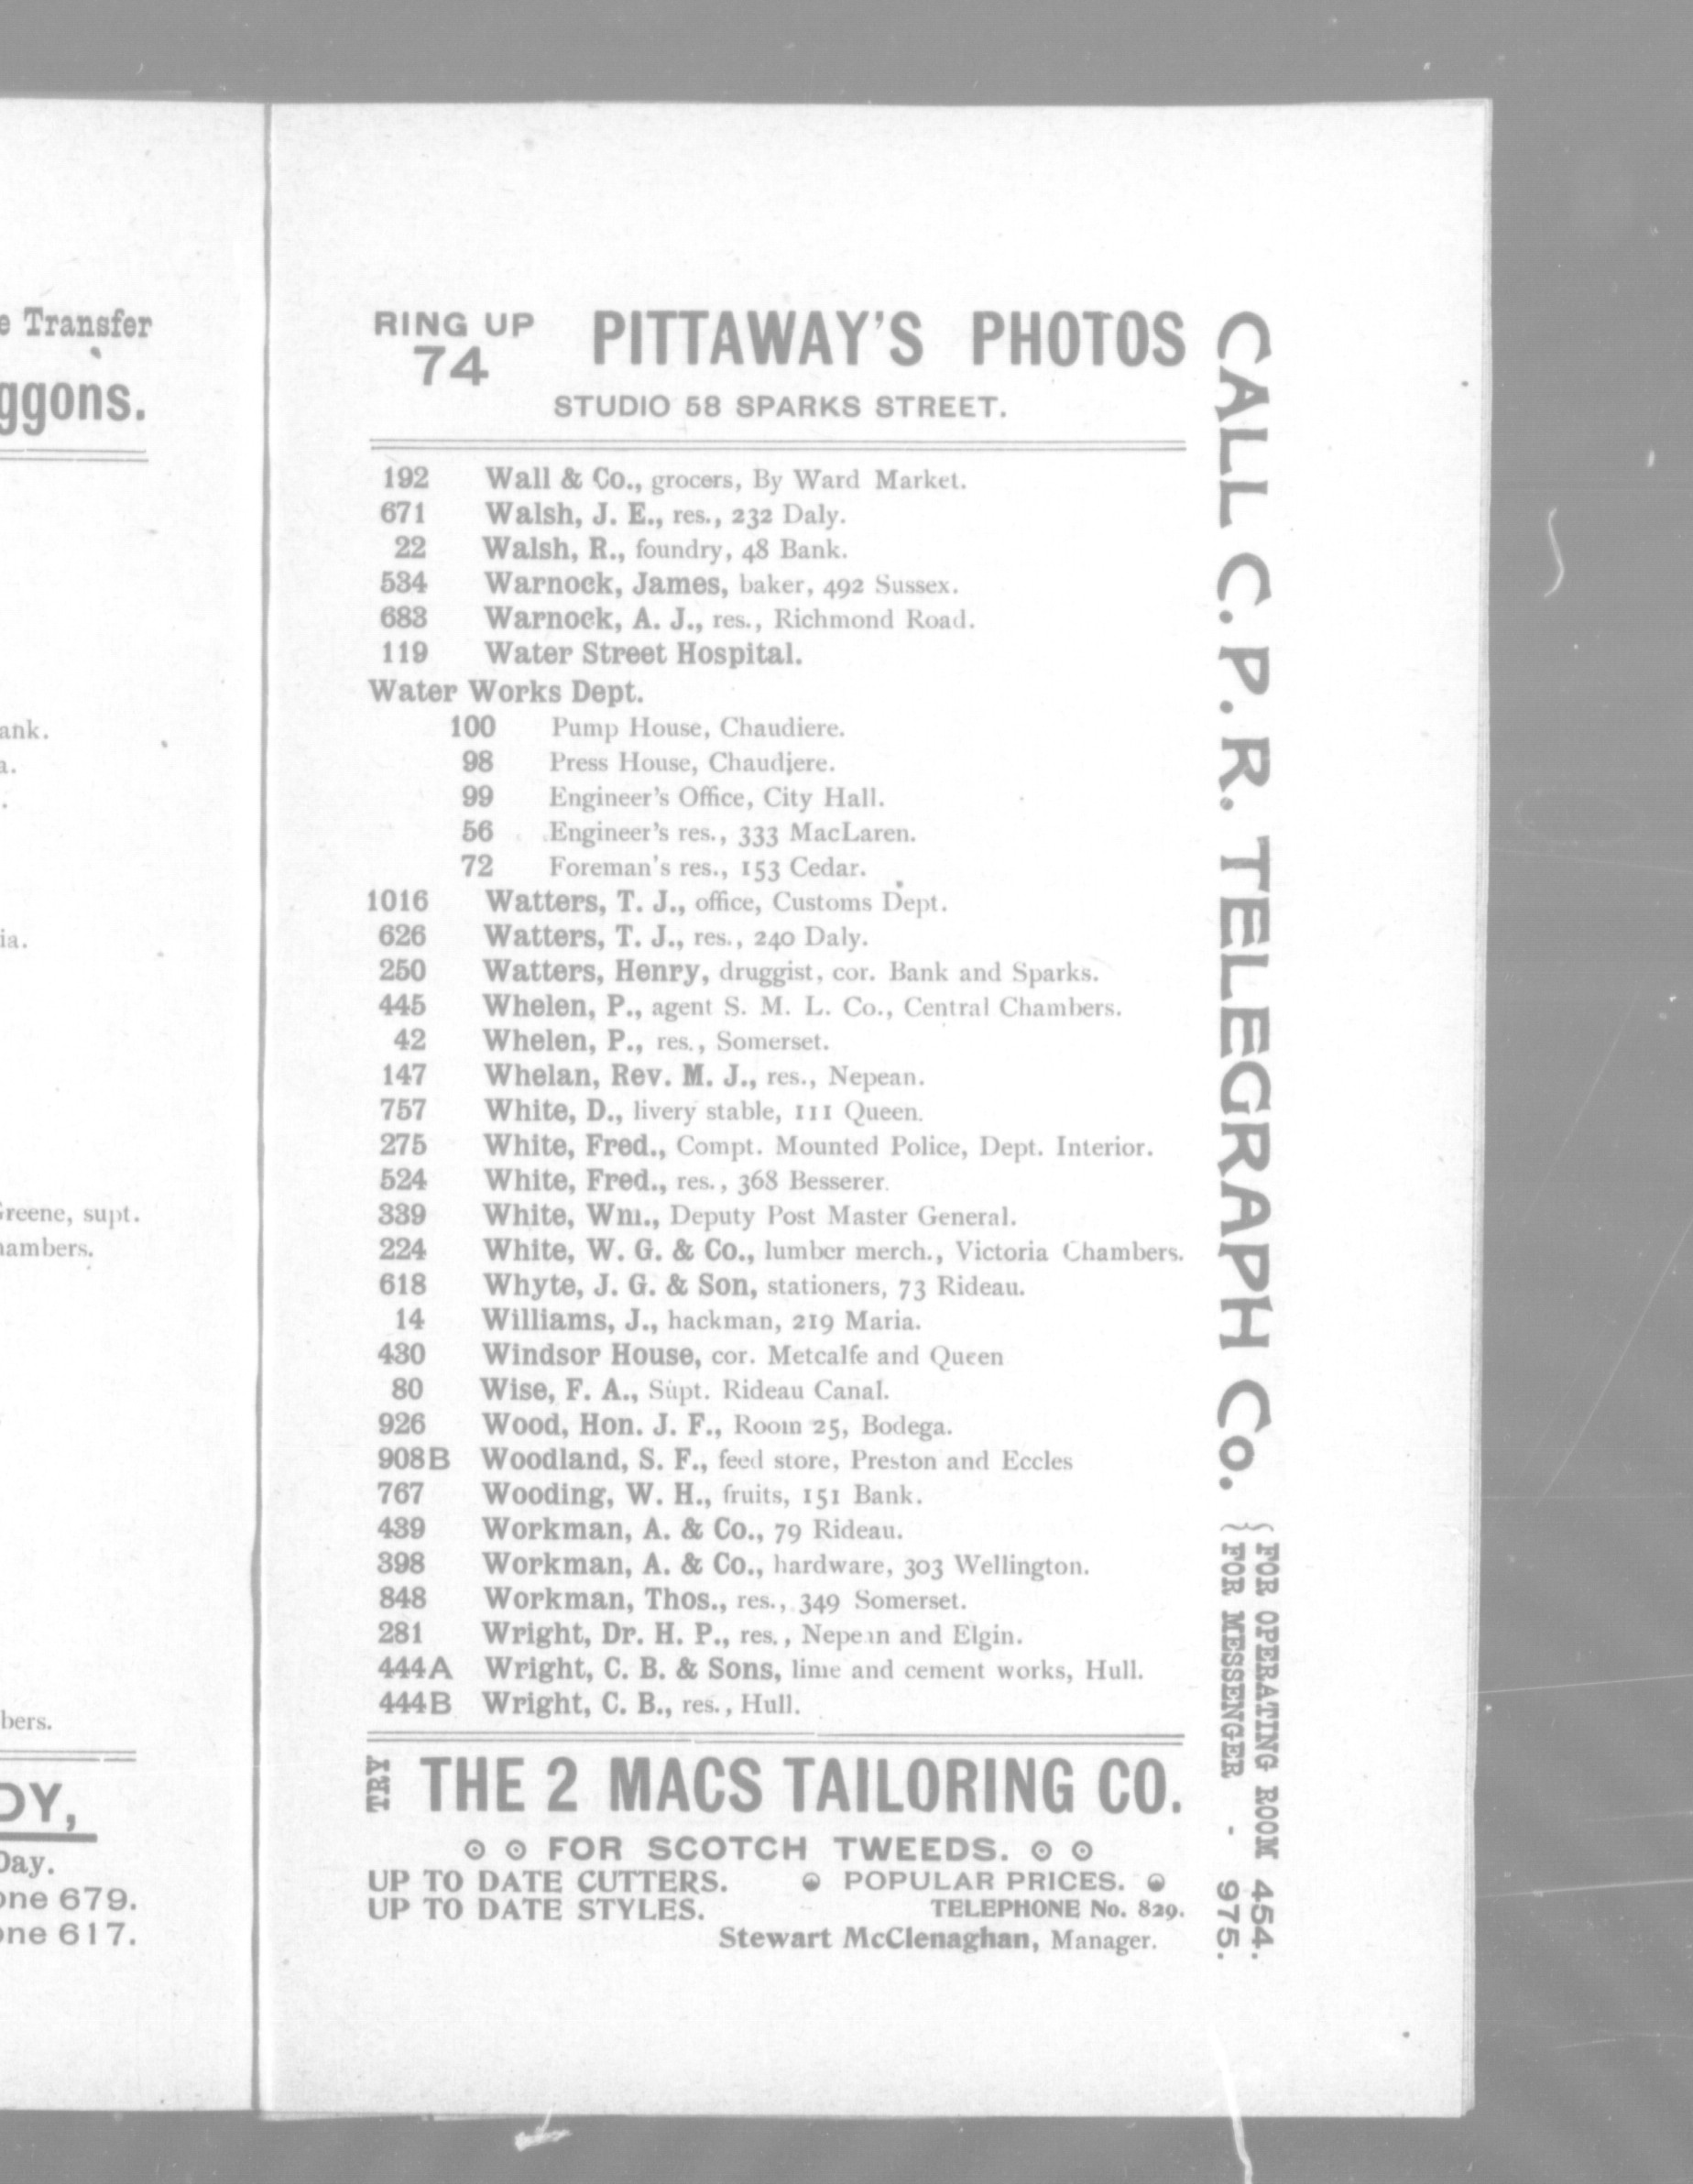 e Transfer
ggons.
ank.
a.
ia.
Greene, supt.
hambers.
bers.
DY,
Day.
one 679.
one 617.
RING UP
74
PITTAWAY'S PHOTOS
STUDIO 58 SPARKS STREET.
192 Wall & Co., grocers, By Ward Market.
671 Walsh, J. E., res., 232 Daly.
22 Walsh, R., foundry, 48 Bank.
534 Warnock, James, baker, 492 Sussex.
683 Warnock, A. J., res., Richmond Road.
119 Water Street Hospital.
Water Works Dept.
100 Pump House, Chaudiere.
98 Press House, Chaudiere.
99 Engineer's Office, City Hall.
56 Engineer's res., 333 MacLaren.
72 Foreman's res., 153 Cedar.
1016 Watters, T. J., office, Customs Dept.
626 Watters, T. J., res., 240 Daly.
250 Watters, Henry, druggist, cor. Bank and Sparks.
445 Whelen, P., agent S. M. L. Co., Central Chambers.
42 Whelen, P., res., Somerset.
147 Whelan, Rev. M. J., res., Nepean.
757 White, D., livery stable, 111 Queen.
275 White, Fred., Compt. Mounted Police, Dept. Interior.
524 White, Fred., res., 368 Besserer.
339 White, Wm., Deputy Post Master General.
224 White, W. G. & Co., lumber merch., Victoria Chambers.
618 Whyte, J. G. & Son, stationers, 73 Rideau.
14 Williams, J., hackman, 219 Maria.
430 Windsor House, cor. Metcalfe and Queen
80 Wise, F. A., Supt. Rideau Canal.
926 Wood, Hon. J. F., Room 25, Bodega.
908B Woodland, S. F., feed store, Preston and Eccles
767 Wooding, W. H., fruits, 151 Bank.
439 Workman, A. & Co., 79 Rideau.
398 Workman, A. & Co., hardware, 303 Wellington.
848 Workman, Thos., res., 349 Somerset.
281 Wright, Dr. H. P., res., Nepean and Elgin.
444A Wright, C. B. & Sons, lime and cement works, Hull.
444B Wright, C. B., res., Hull.
TRY THE 2 MACS TAILORING CO.
FOR SCOTCH TWEEDS.
UP TO DATE CUTTERS. POPULAR PRICES.
UP TO DATE STYLES. TELEPHONE No. 829.
Stewart McClenaghan, Manager.
CALL C. P. R. TELEGRAPH Co.
{ FOR OPERATING ROOM 454.
{ FOR MESSENGER - 975.